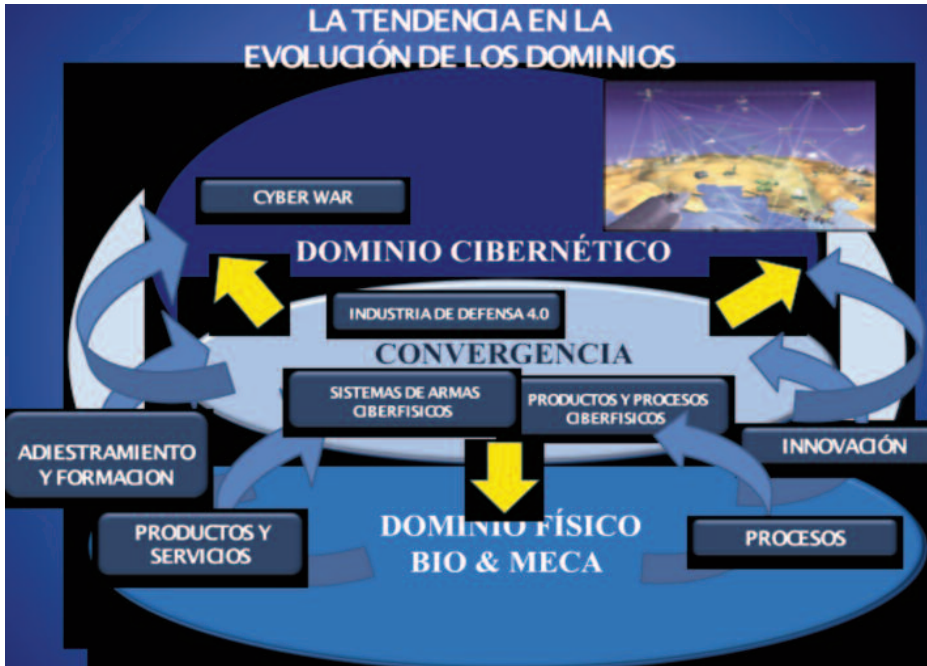 LA TENDENCIA EN LA
EVOLUCIÓN DE LOS DOMINIOS
CYBER WAR
DOMINIO CIBERNÉTICO
INDUSTRIA DE DEFENSA 4.0
CONVERGENCIA
SISTEMAS DE ARMAS
CIBERFISICOS
PRODUCTOS Y PROCESOS
CIBERFISICOS
ADIESTRAMIENTO
Y FORMACION
INNOVACIÓN
PRODUCTOS Y
SERVICIOS
DOMINIO FÍSICO
BIO & MECA
PROCESOS